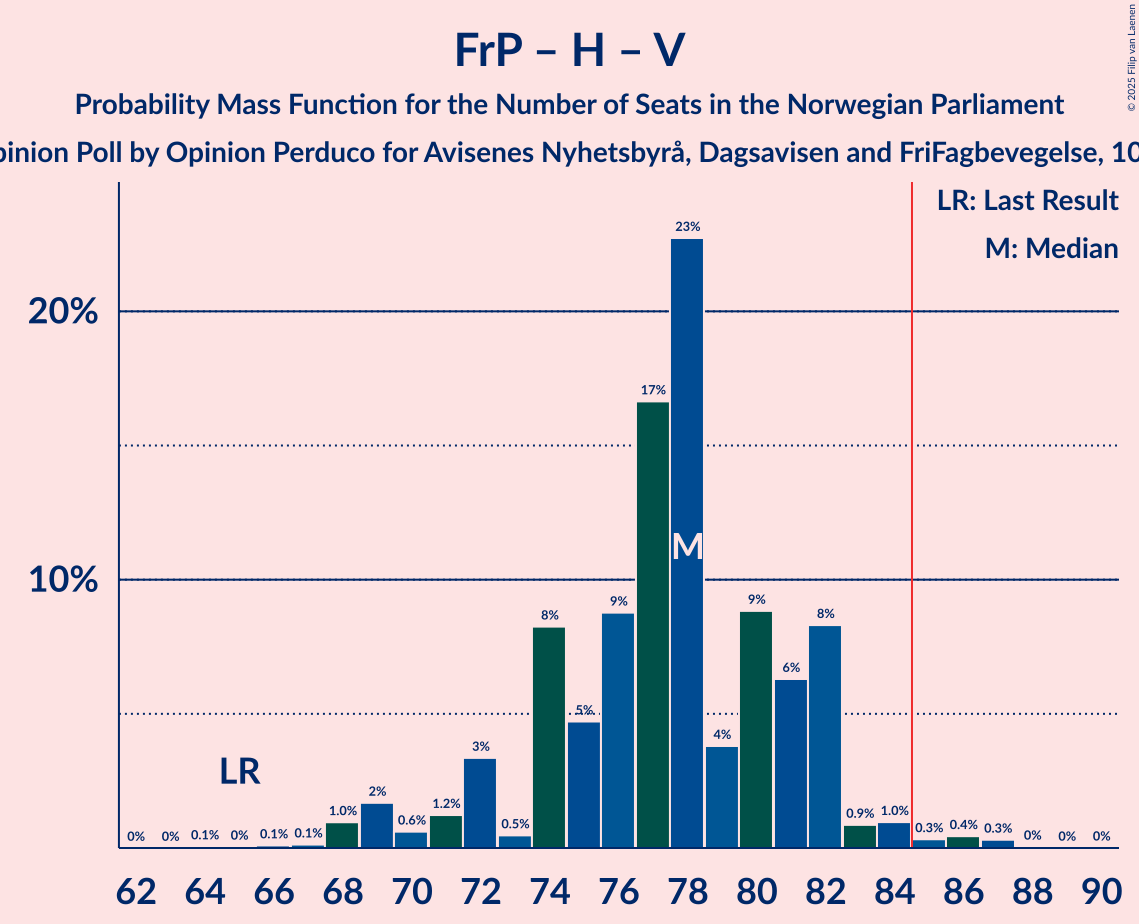 © 2025 Filip van Laenen
FrP – H – V
Probability Mass Function for the Number of Seats in the Norwegian Parliament
Poll by Opinion Perduco for Avisenes Nyhetsbyrå, Dagsavisen and FriFagbevegelse,
LR: Last Result
M: Median
20%
10%
0% 0% 0.1% 0% 0.1% 0.1% 1.0% 2% 0.6% 1.2% 3% 0.5% 8% 5% 9% 17% 23% 4% 9% 6% 8% 0.9% 1.0% 0.3% 0.4% 0.3% 0% 0% 0%
LR
M
62 64 66 68 70 72 74 76 78 80 82 84 86 88 90